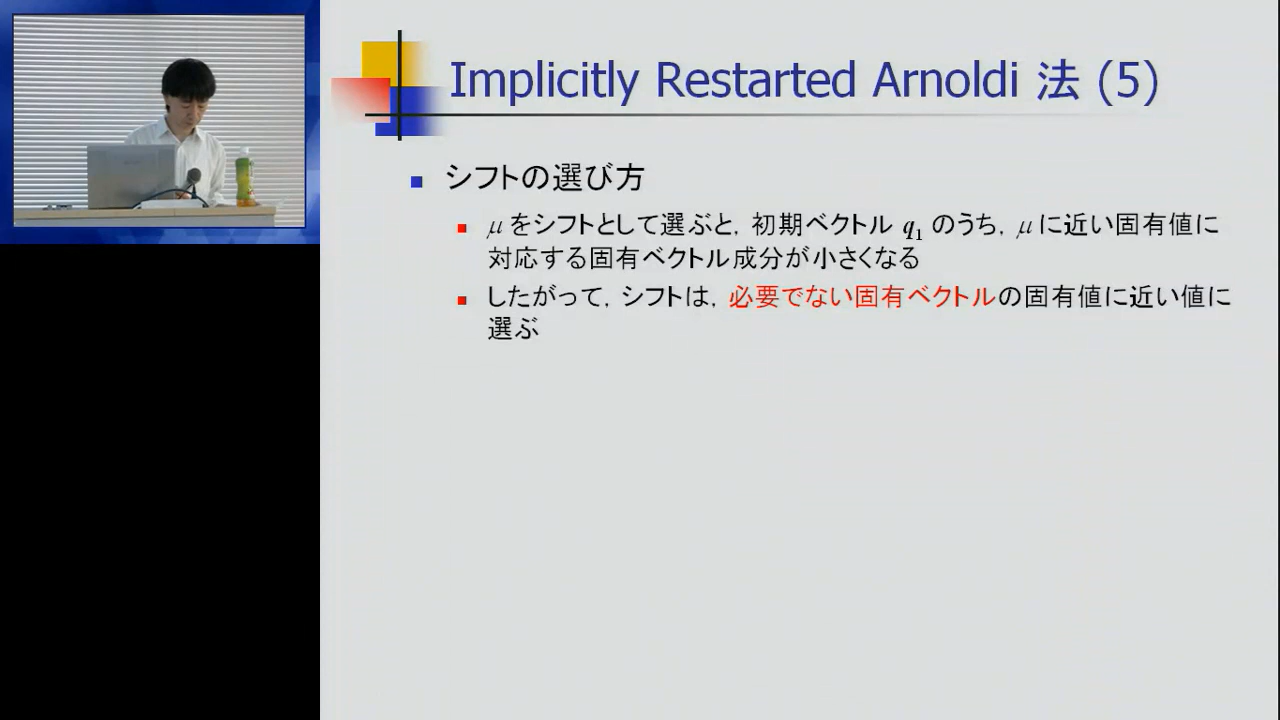 Implicitly Restarted Arnoldi 法 (5)
シフトの選び方
μ をシフトとして選ぶと, 初期ベクトル q1 のうち, μ に近い固有値に
対応する固有ベクトル成分が小さくなる
したがって, シフトは, 必要でない固有ベクトルの固有値に近い値に
選ぶ